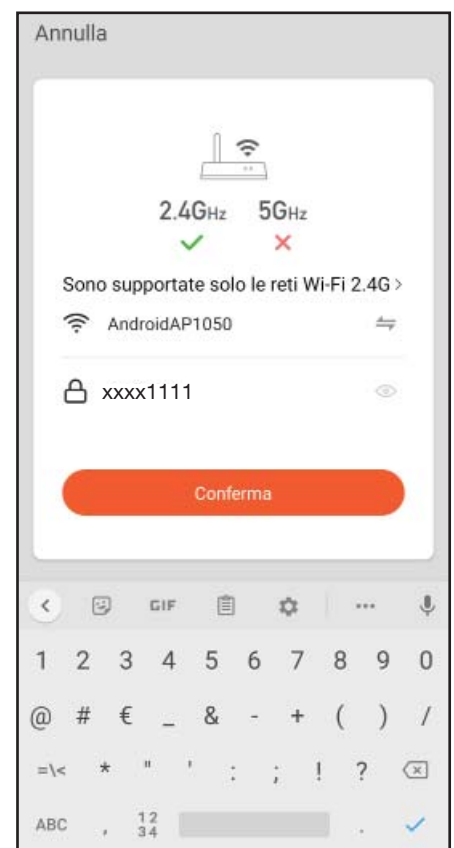 Annulla
2.4GHz 5GHz
Sono supportate solo le reti Wi-Fi 2.4G >
AndroidAP1050
xxxx1111
Conferma
GIF
1 2 3 4 5 6 7 8 9 0
@ # € _ & - + ( ) /
=\< * " ' : ; ! ?
ABC , 12 34 .